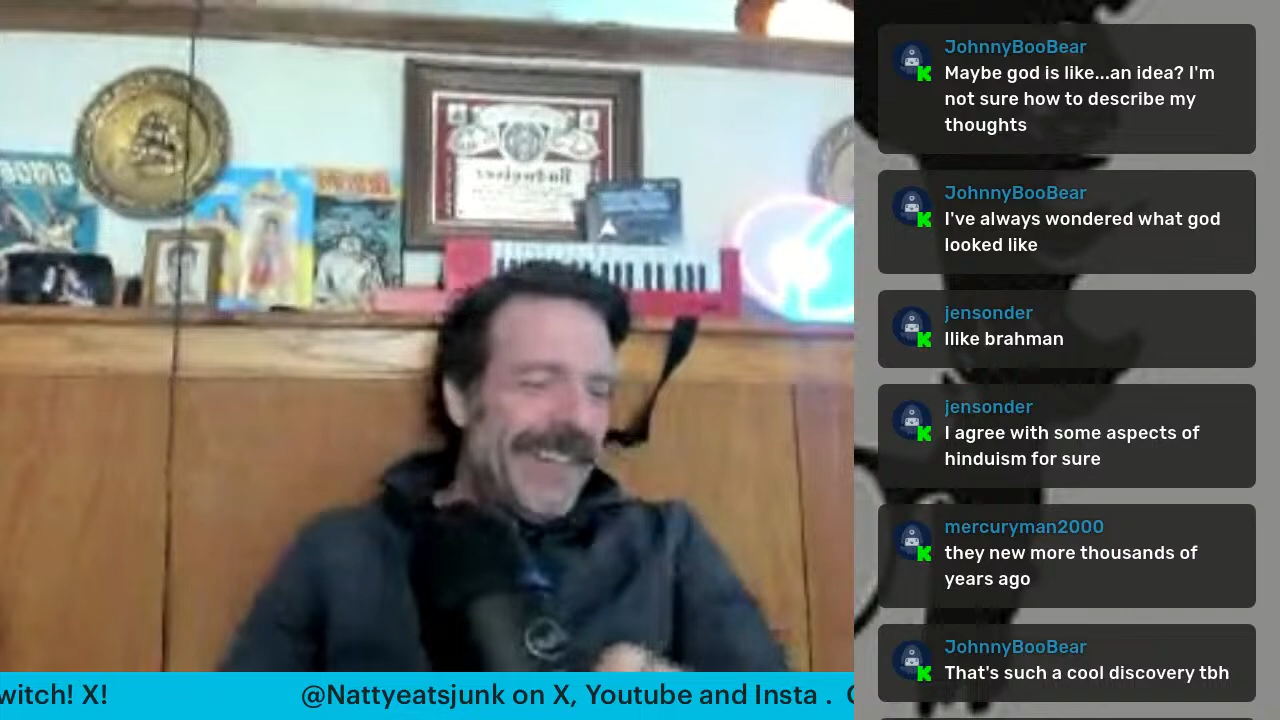 JohnnyBooBear
Maybe god is like...an idea? I'm
not sure how to describe my
thoughts
JohnnyBooBear
I've always wondered what god
looked like
jensonder
Ilike brahman
jensonder
I agree with some aspects of
hinduism for sure
mercuryman2000
they new more thousands of
years ago
JohnnyBooBear
That's such a cool discovery tbh
Budweiser
witch! X!
@Nattyeatsjunk on X, Youtube and Insta .